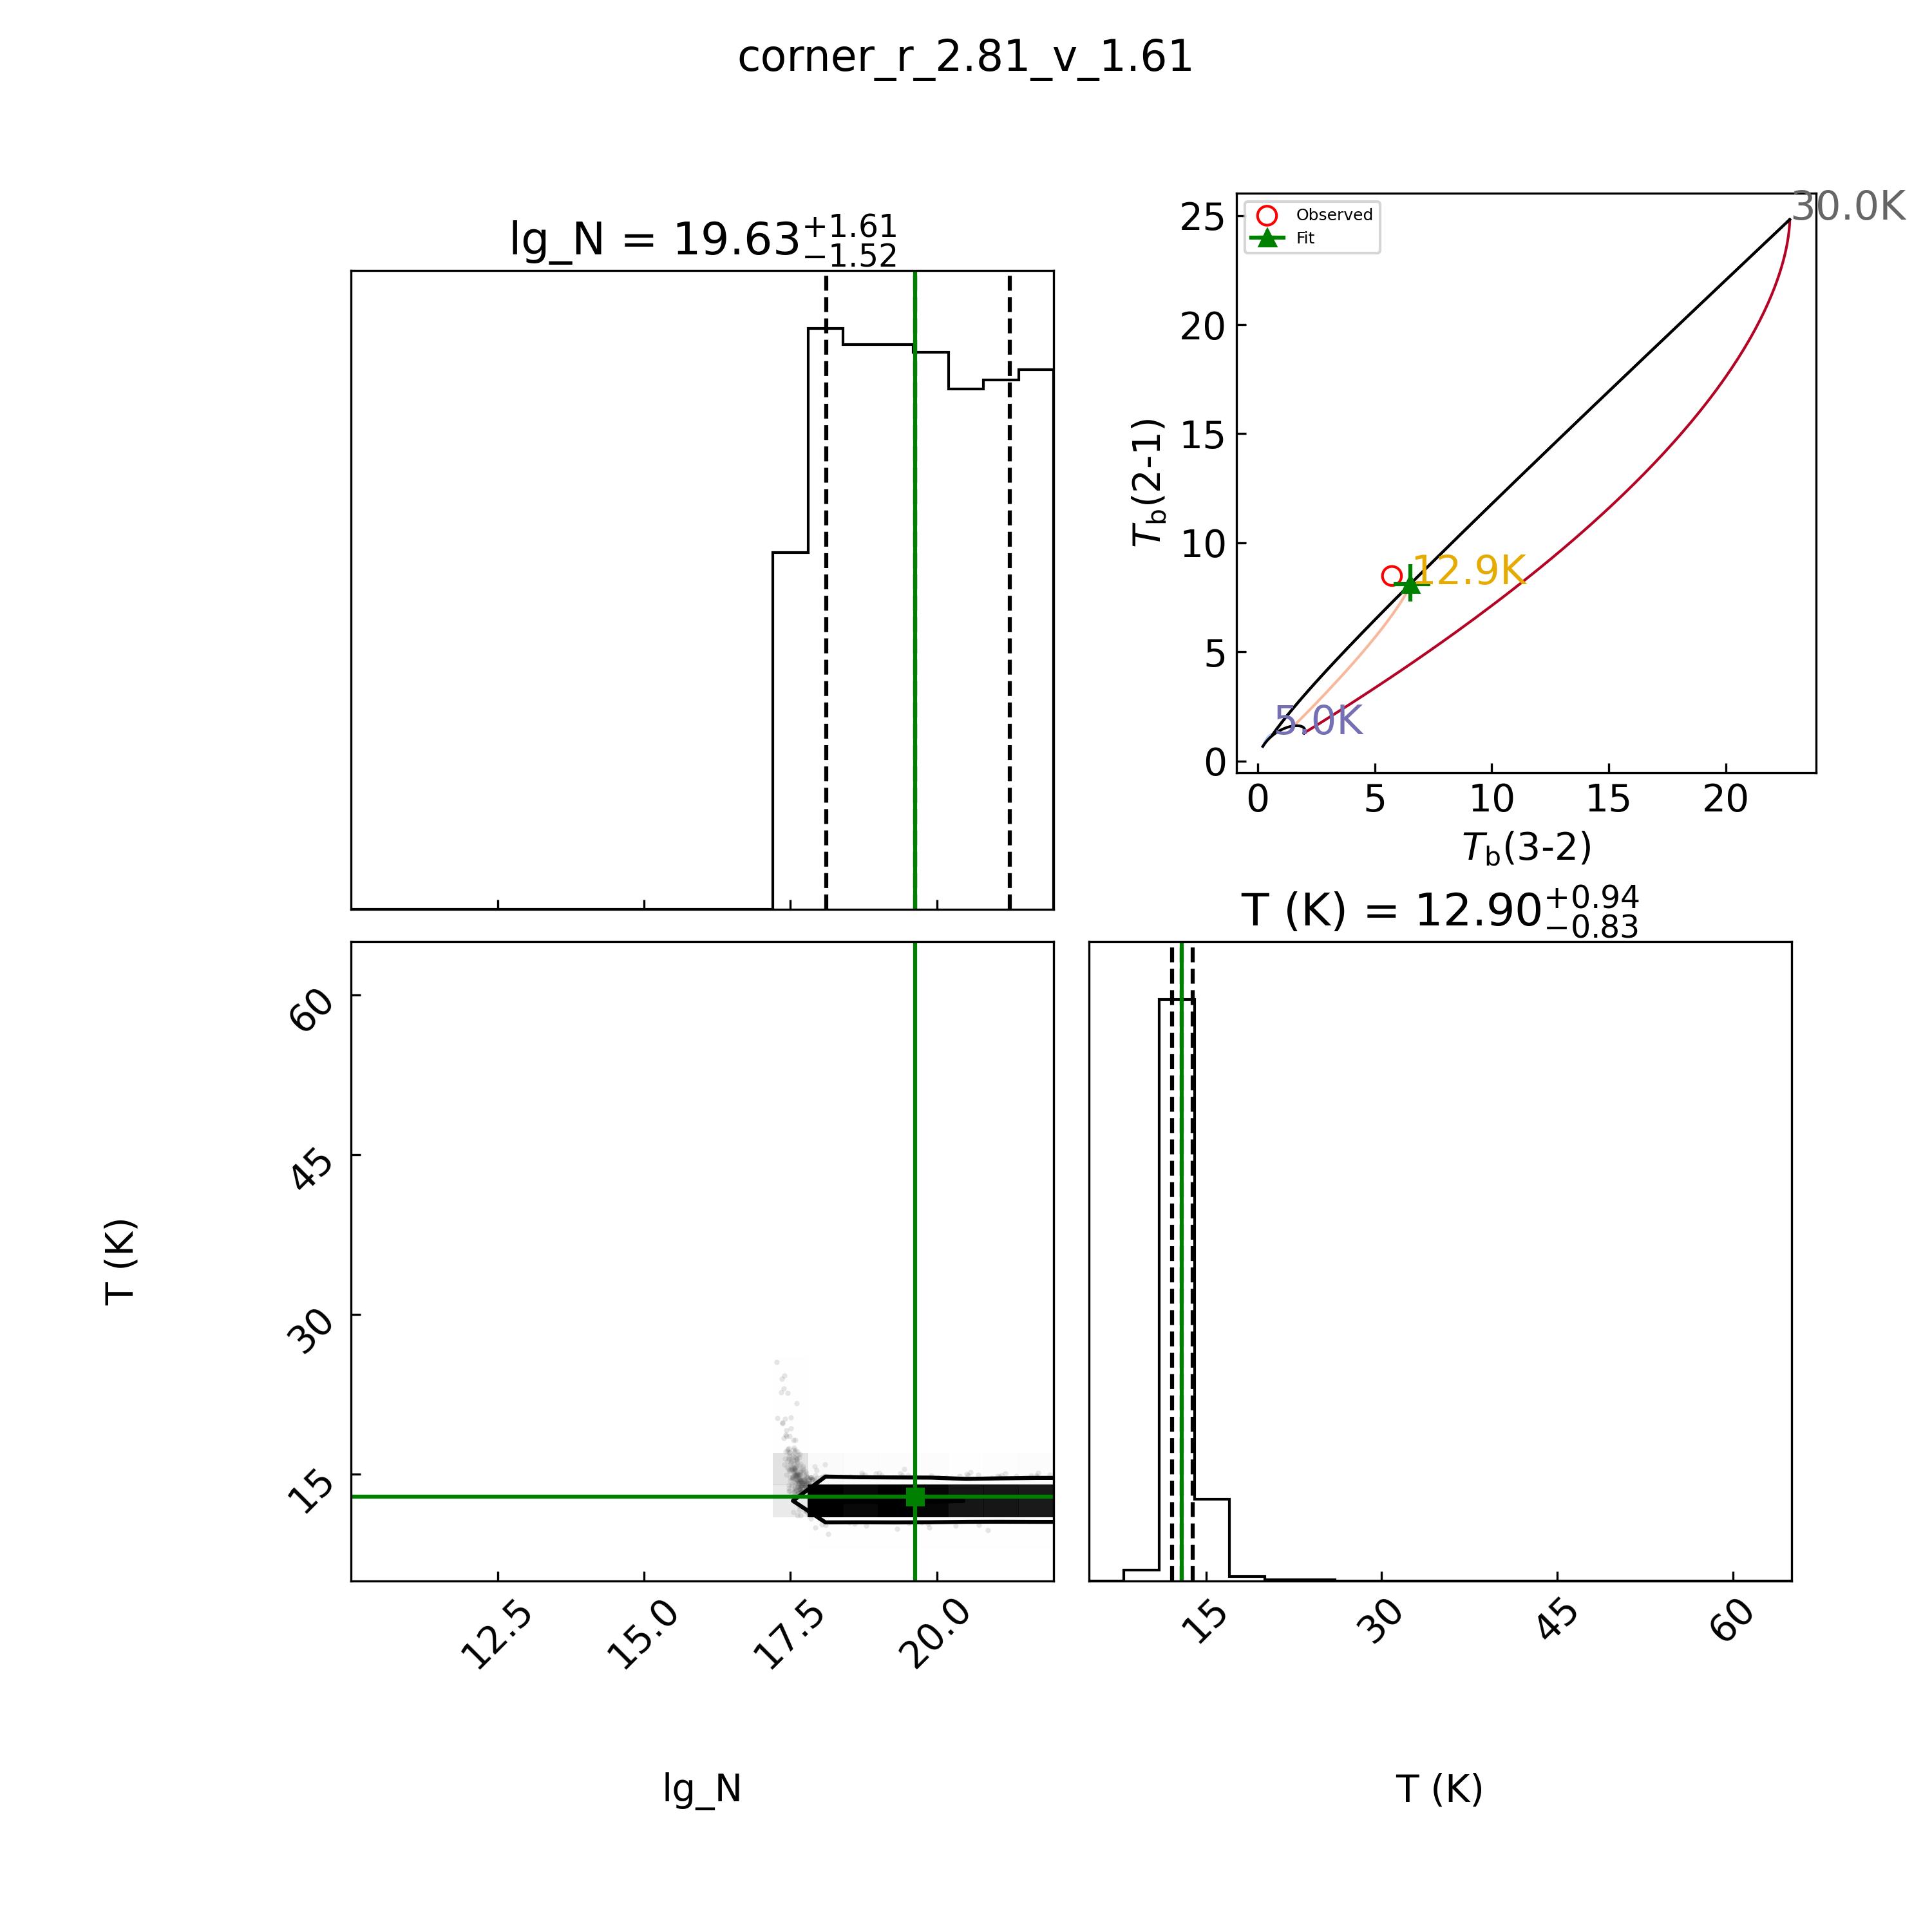 corner_r_2.81_v_1.61
lg_N = 19.63+1.61 −1.52
30.0K
Observed
Fit
25
20
15
10
5
0
Tb(2-1)
12.9K
5.0K
0 5 10 15 20
Tb(3-2)
T (K) = 12.90+0.94 −0.83
60
45
30
15
T (K)
12.5 15.0 17.5 20.0
15 30 45 60
lg_N
T (K)